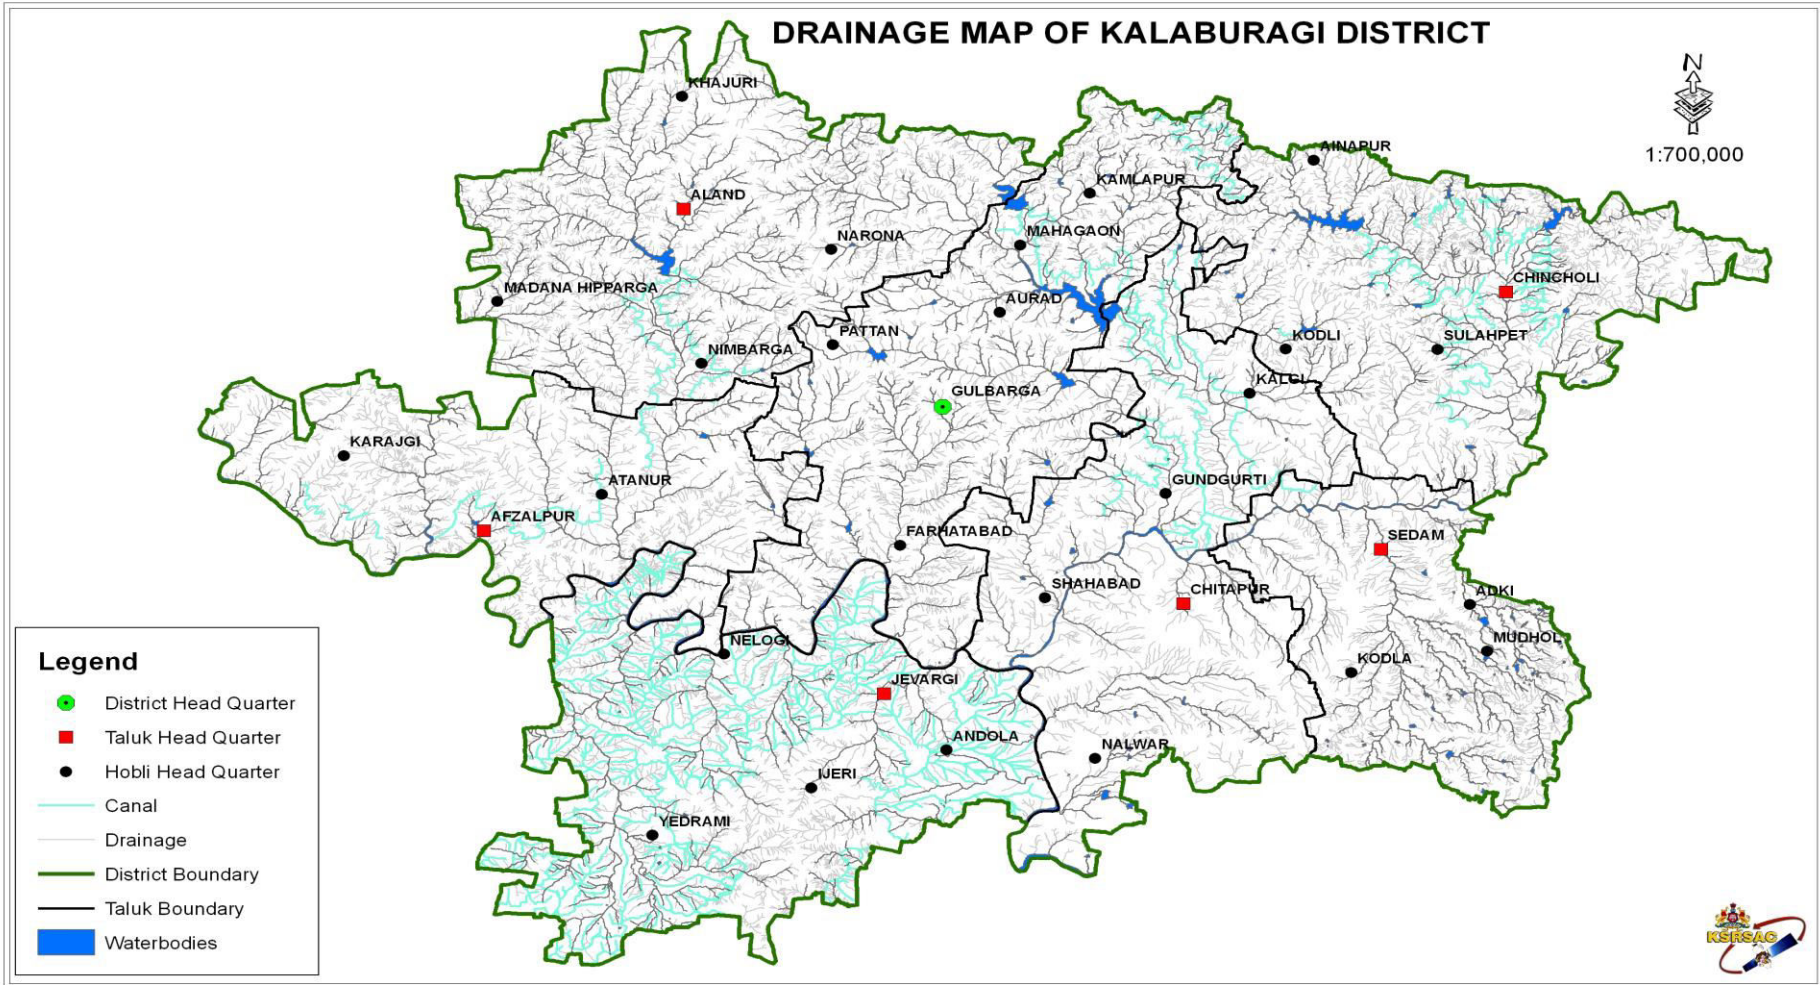 DRAINAGE MAP OF KALABURAGI DISTRICT
N
1:700,000
KHAJURI
AINAPUR
KAMLAPUR
ALAND
MAHAGAON
NARONA
CHINCHOLI
MADANA HIPPARGA
AURAD
PATTAN
KODLI
SULAHPET
NIMBARGA
KALGI
GULBARGA
KARAJGI
ATANUR
GUNDGURTI
AFZALPUR
FARHATABAD
SEDAM
SHAHABAD
CHITAPUR
ADKI
NELOGI
MUDHOL
KODLA
JEVARGI
ANDOLA
NALWAR
IJERI
YEDRAMI
Legend
District Head Quarter
Taluk Head Quarter
Hobli Head Quarter
Canal
Drainage
District Boundary
Taluk Boundary
Waterbodies
KSRSAC